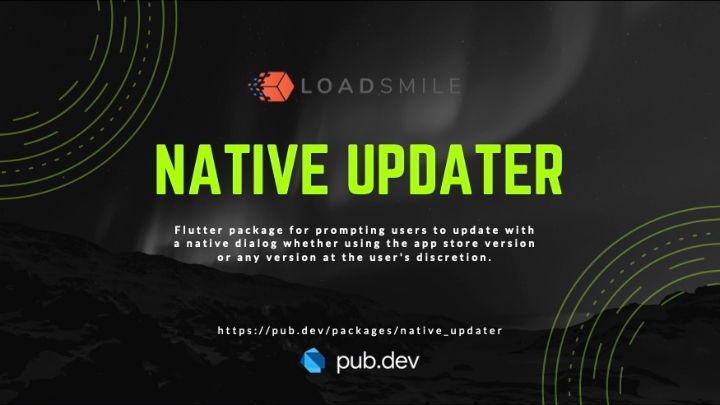 LOADSMILE
NATIVE UPDATER
Flutter package for prompting users to update with
a native dialog whether using the app store version
or any version at the user's discretion.
https://pub.dev/packages/native_updater
pub.dev